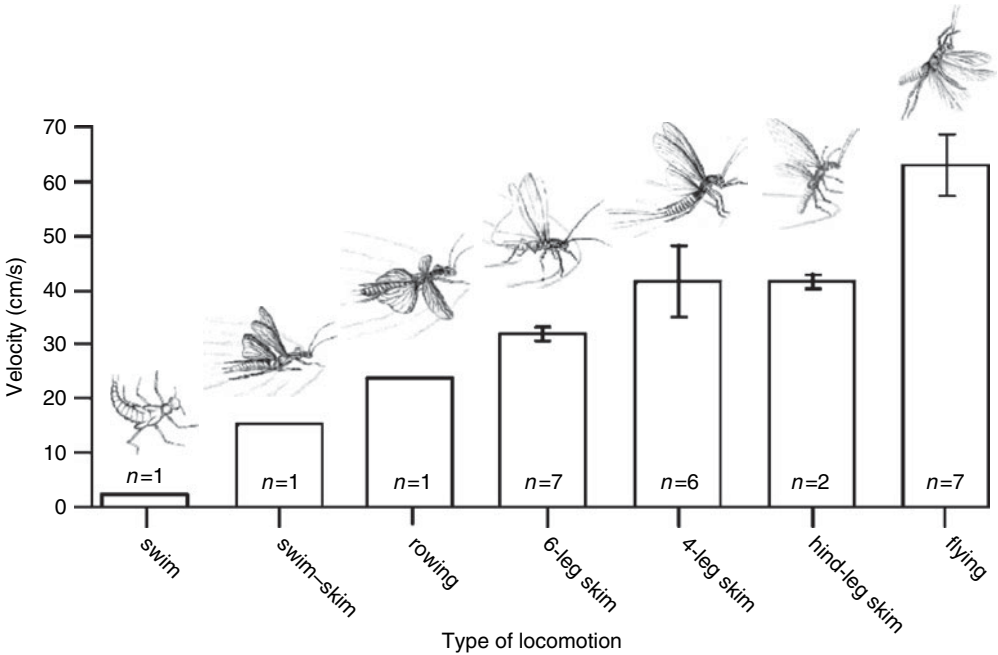 70
60
50
40
30
20
10
0
Velocity (cm/s)
n=1
n=1
n=1
n=7
n=6
n=2
n=7
swim
swim–skim
rowing
6-leg skim
4-leg skim
hind-leg skim
flying
Type of locomotion